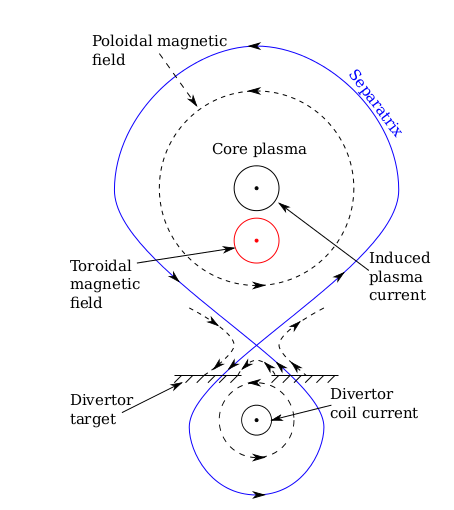 Poloidal magnetic
field
Separatrix
Core plasma
Induced
plasma
current
Toroidal
magnetic
field
Divertor
target
Divertor
coil current